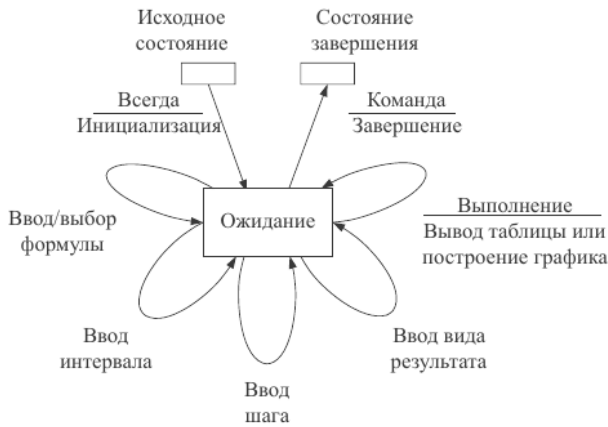 Исходное
состояние
Состояние
завершения
Всегда
Инициализация
Команда
Завершение
Ввод/выбор
формулы
Ожидание
Выполнение
Вывод таблицы или
построение графика
Ввод
интервала
Ввод
шага
Ввод вида
результата